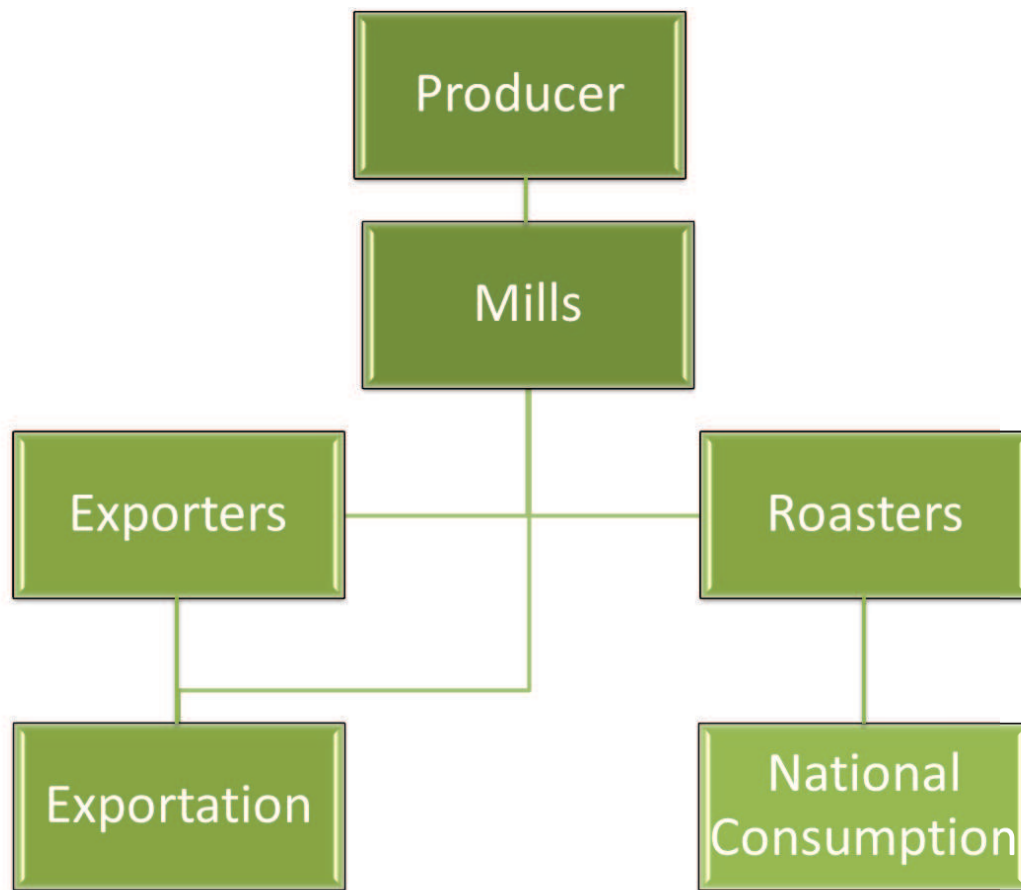 Producer
Mills
Exporters
Roasters
Exportation
National
Consumption